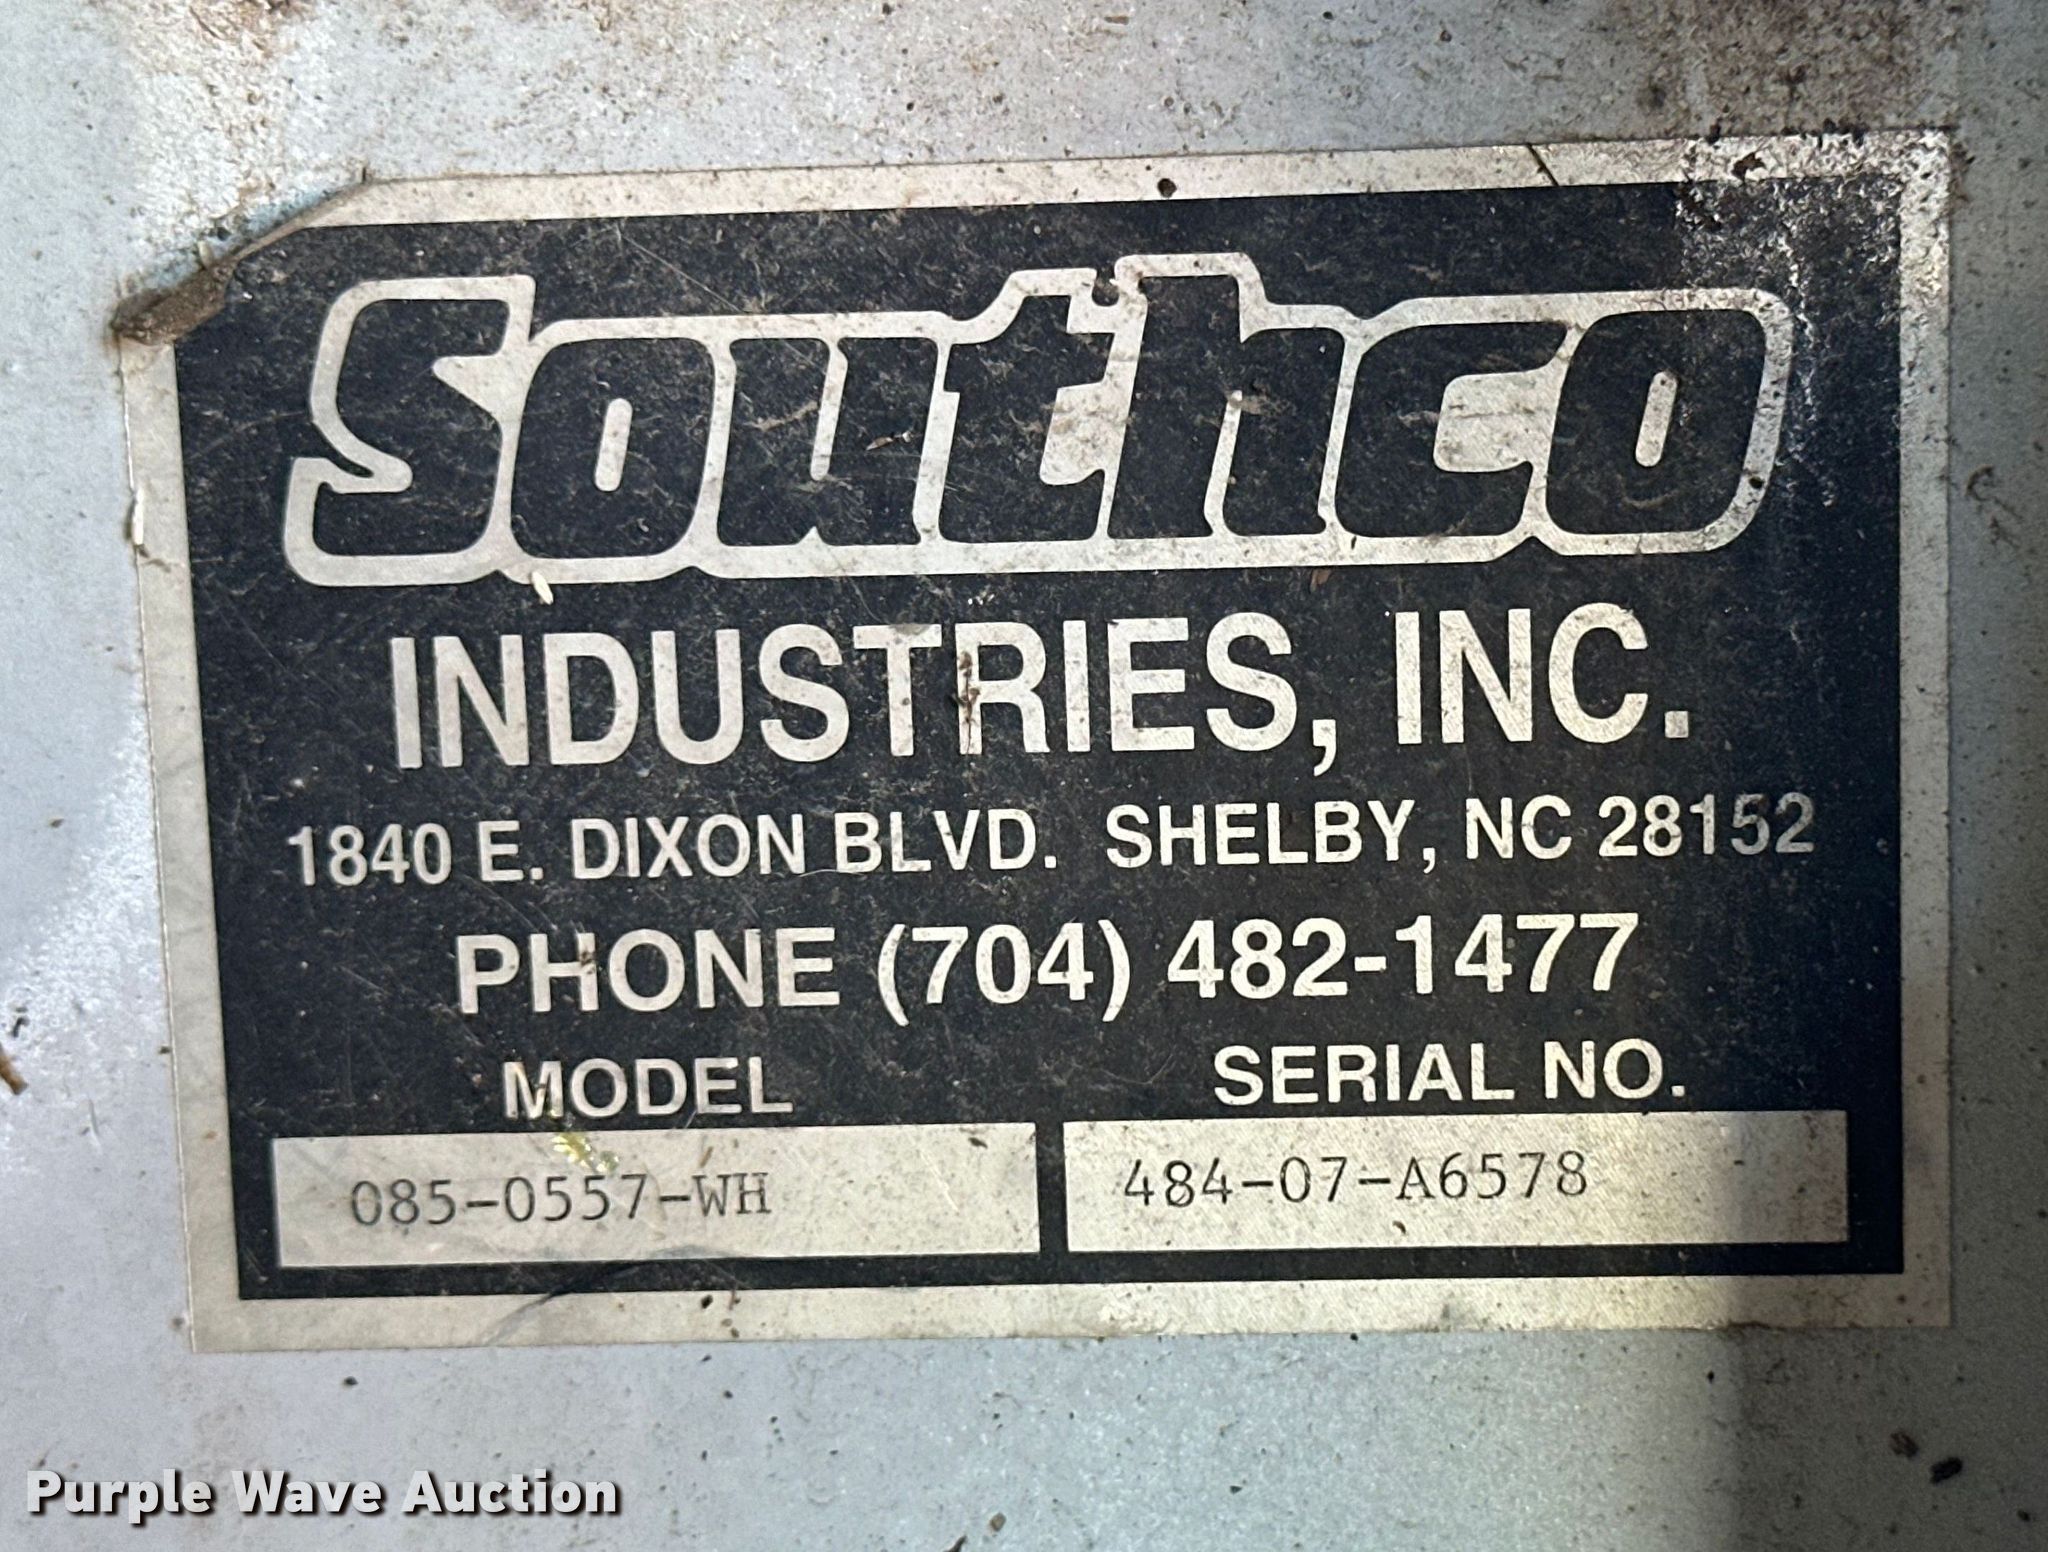 Southco
INDUSTRIES, INC.
1840 E. DIXON BLVD. SHELBY, NC 28152
PHONE (704) 482-1477
MODEL SERIAL NO.
085-0557-WH 484-07-A6578
Purple Wave Auction